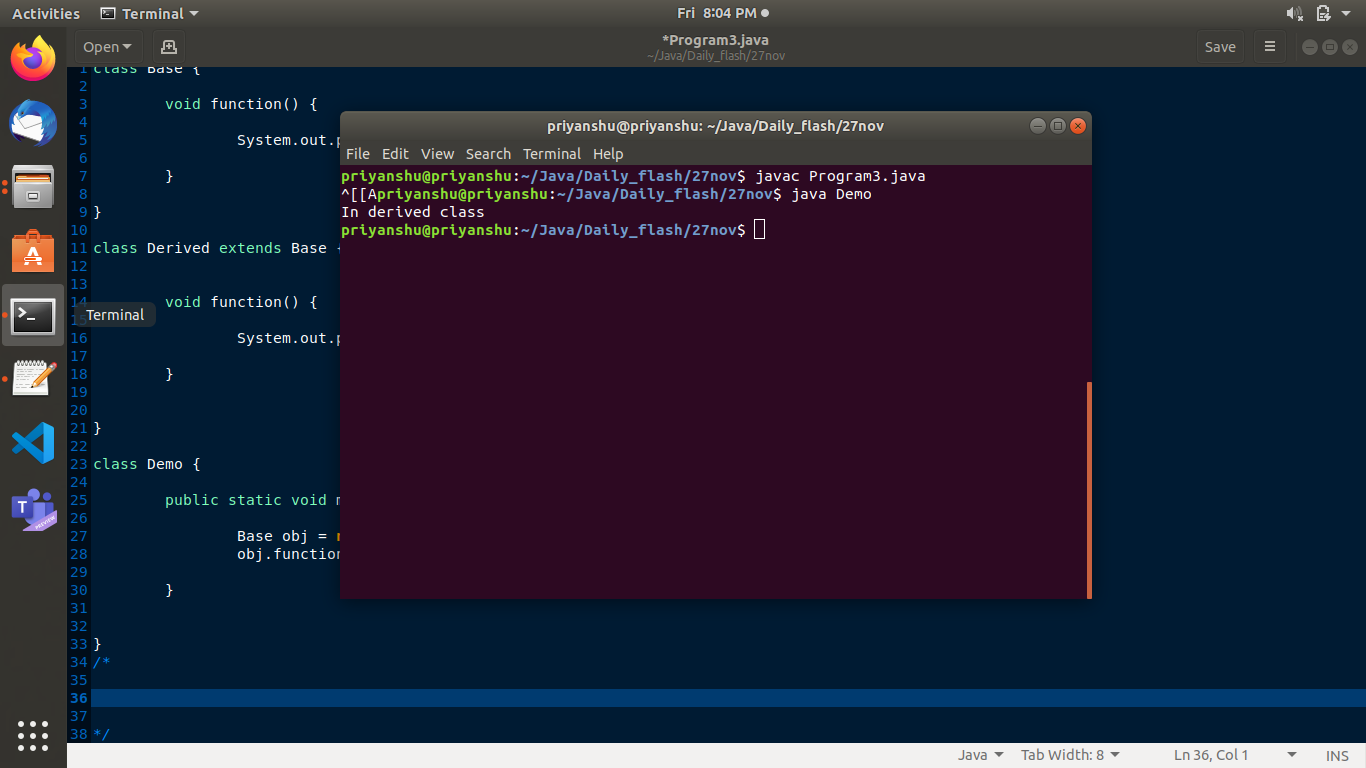 Activities Terminal Fri 8:04 PM
Open *Program3.java Save
~/Java/Daily_flash/27nov
1 class Base {
2
3 void function() {
4
5 System.out.p
6
7 }
8
9 }
10
11 class Derived extends Base {
12
13
14 void function() {
15
Terminal
16 System.out.p
17
18 }
19
20
21 }
22
23 class Demo {
24
25 public static void m
26
27 Base obj = n
28 obj.function
29
30 }
31
32
33 }
34 /*
35
36
37
38 */
priyanshu@priyanshu: ~/Java/Daily_flash/27nov
File Edit View Search Terminal Help
priyanshu@priyanshu:~/Java/Daily_flash/27nov$ javac Program3.java
^[[Apriyanshu@priyanshu:~/Java/Daily_flash/27nov$ java Demo
In derived class
priyanshu@priyanshu:~/Java/Daily_flash/27nov$
T
PREVIEW
Java Tab Width: 8 Ln 36, Col 1 INS